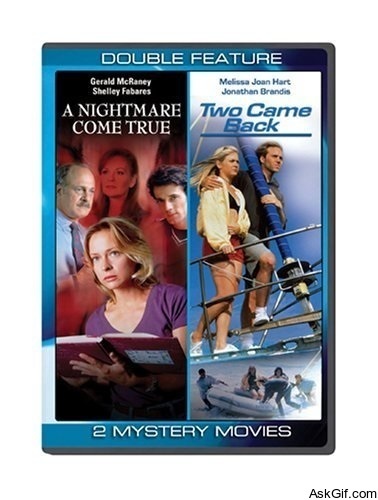 DOUBLE FEATURE
Gerald McRaney
Shelley Fabares
A NIGHTMARE
COME TRUE
Melissa Joan Hart
Jonathan Brandis
Two Came
Back
2 MYSTERY MOVIES
AskGif.com